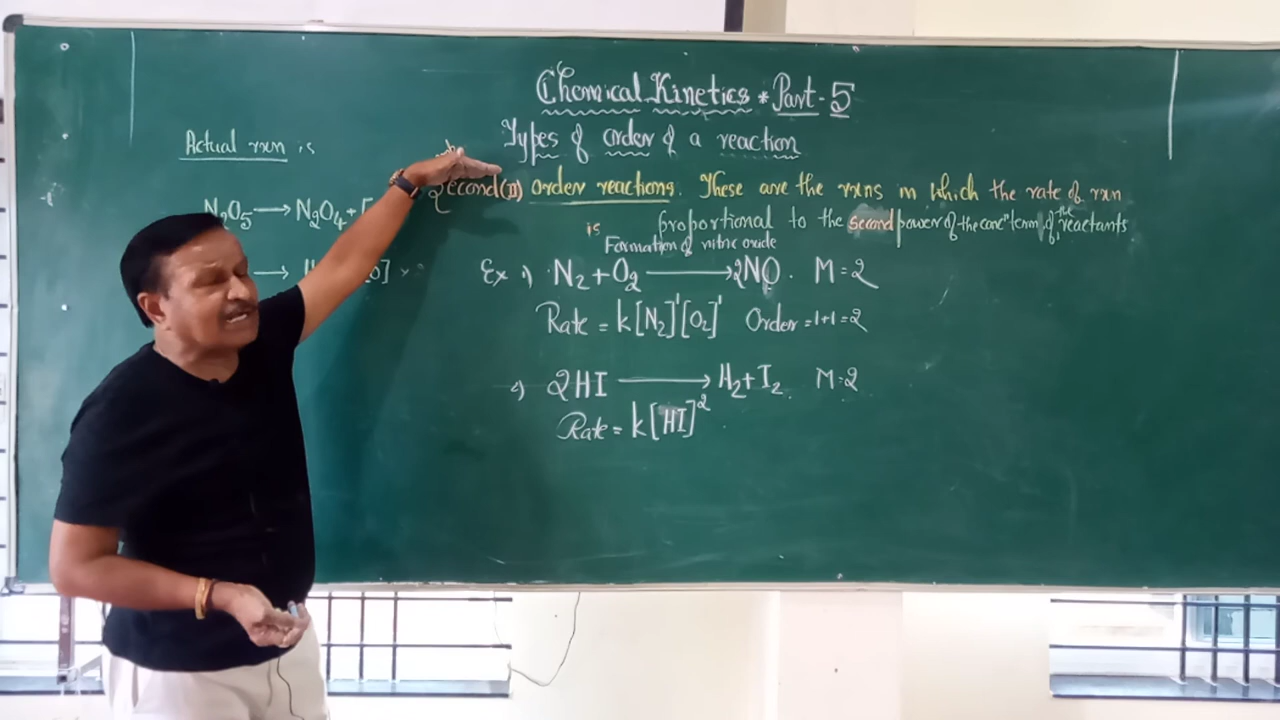 Chemical Kinetics * Part - 5
Types of order of a reaction
Actual rxn is
Second(II) order reactions. These are the rxns in which the rate of rxn
is proportional to the second power of the concⁿ term of the reactants
N₂O₅ ⟶ N₂O₄ +
Formation of nitric oxide
Ex 1) N₂ + O₂ ⟶ 2NO. M = 2
⟶ O]
Rate = k[N₂]¹[O₂]¹ Order = 1+1 = 2
2HI ⟶ H₂ + I₂ M = 2
Rate = k[HI]²